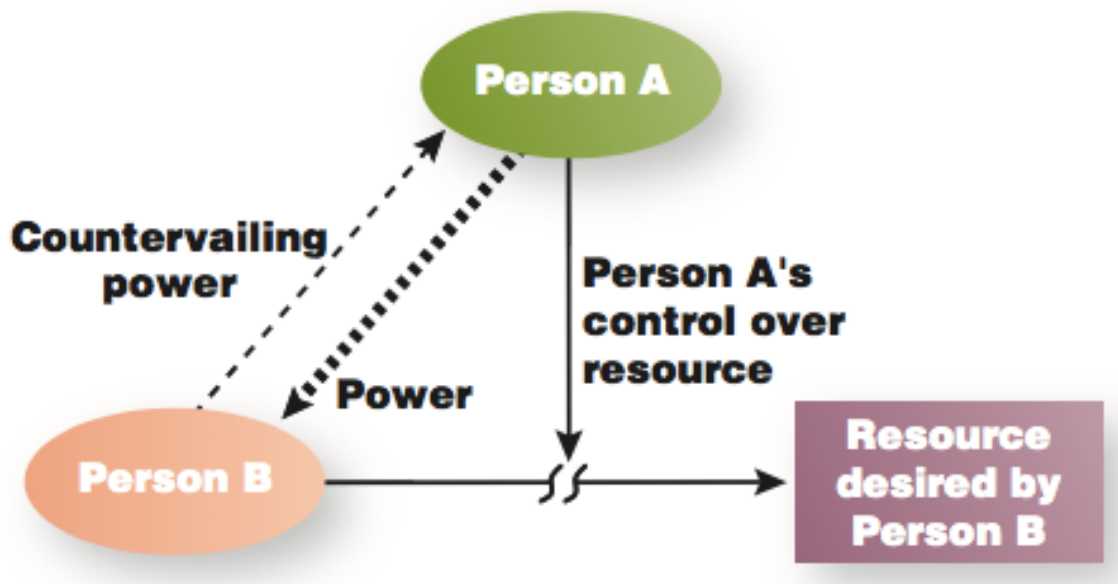 Person A
Countervailing
power
Person A's
control over
resource
Power
Person B
Resource
desired by
Person B